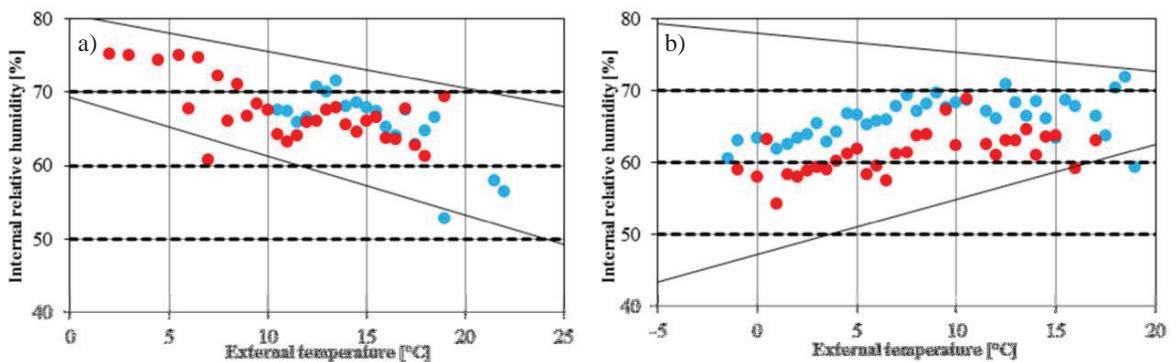 a)
Internal relative humidity [%]
80
70
60
50
40
0 5 10 15 20 25
External temperature [°C]
b)
Internal relative humidity [%]
80
70
60
50
40
-5 0 5 10 15 20
External temperature [°C]